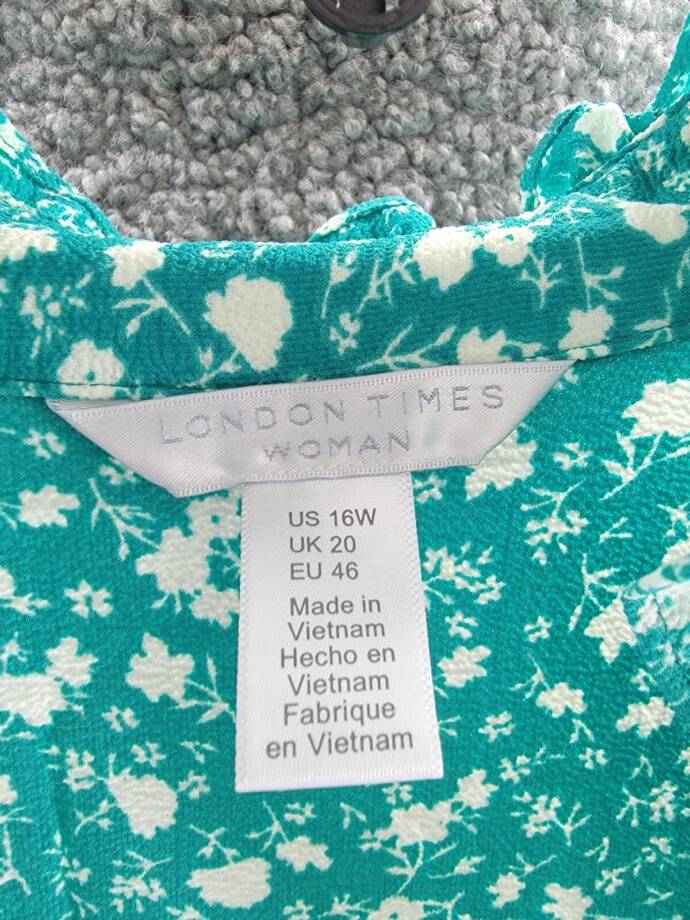 LONDON TIMES
WOMAN
US 16W
UK 20
EU 46
Made in
Vietnam
Hecho en
Vietnam
Fabrique
en Vietnam